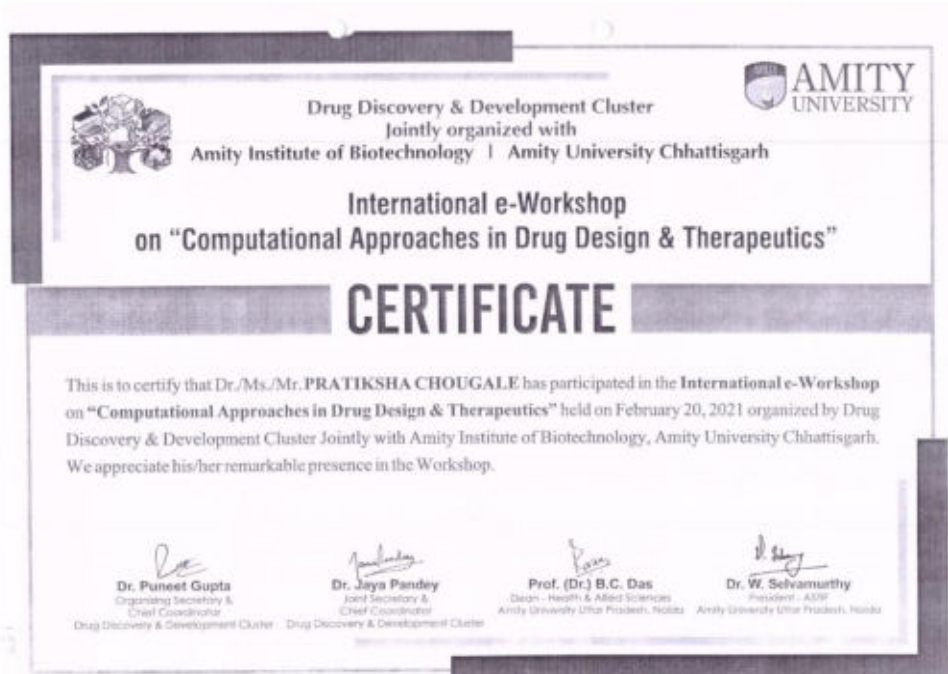 AMITY
UNIVERSITY
Drug Discovery & Development Cluster
Jointly organized with
Amity Institute of Biotechnology | Amity University Chhattisgarh
International e-Workshop
on “Computational Approaches in Drug Design & Therapeutics”
CERTIFICATE
This is to certify that Dr./Ms./Mr. PRATIKSHA CHOUGALE has participated in the International e-Workshop
on “Computational Approaches in Drug Design & Therapeutics” held on February 20, 2021 organized by Drug
Discovery & Development Cluster Jointly with Amity Institute of Biotechnology, Amity University Chhattisgarh.
We appreciate his/her remarkable presence in the Workshop.
Dr. Puneet Gupta
Organising Secretary &
Chief Coordinator
Drug Discovery & Development Cluster
Dr. Jaya Pandey
Joint Secretary &
Chief Coordinator
Drug Discovery & Development Cluster
Prof. (Dr.) B.C. Das
Dean - Health & Allied Sciences
Amity University Uttar Pradesh, Noida
Dr. W. Selvamurthy
President -
Amity University Uttar Pradesh, Noida